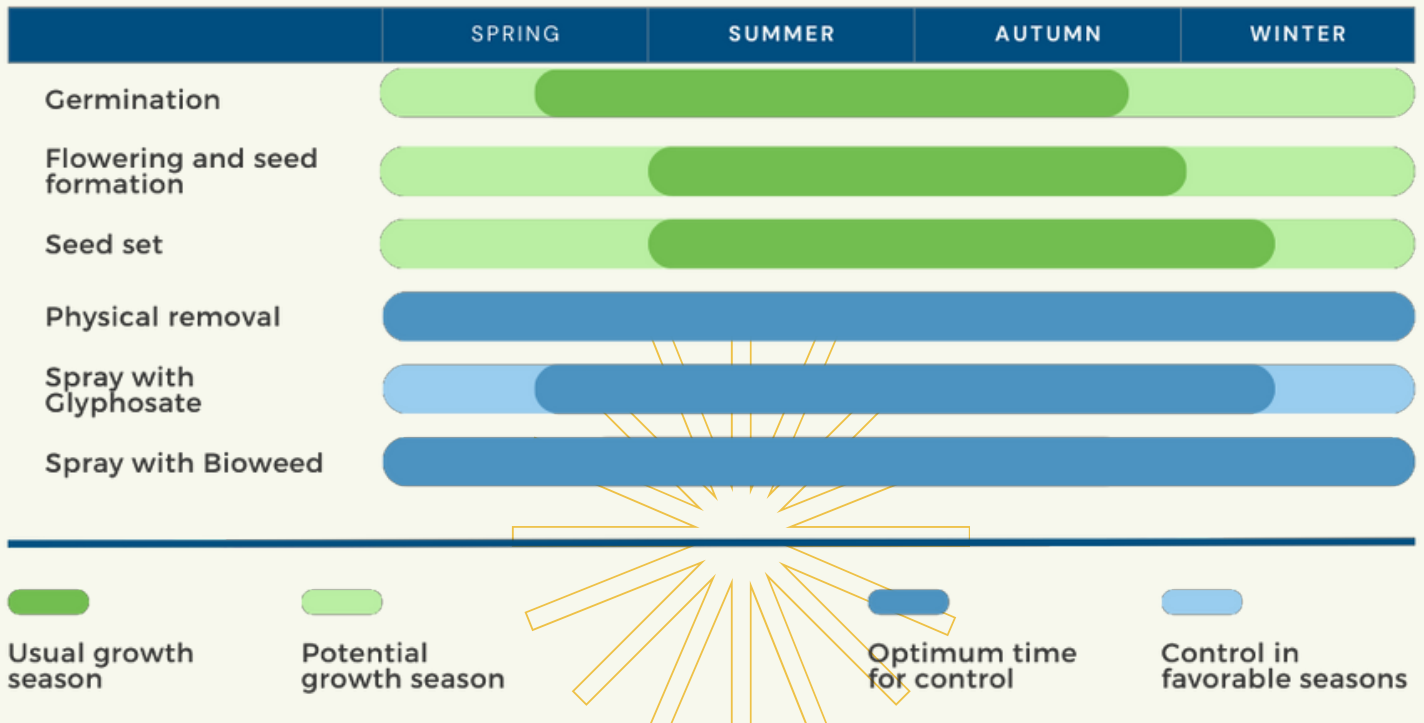 SPRING SUMMER AUTUMN WINTER
Germination
Flowering and seed
formation
Seed set
Physical removal
Spray with
Glyphosate
Spray with Bioweed
Usual growth
season
Potential
growth season
Optimum time
for control
Control in
favorable seasons